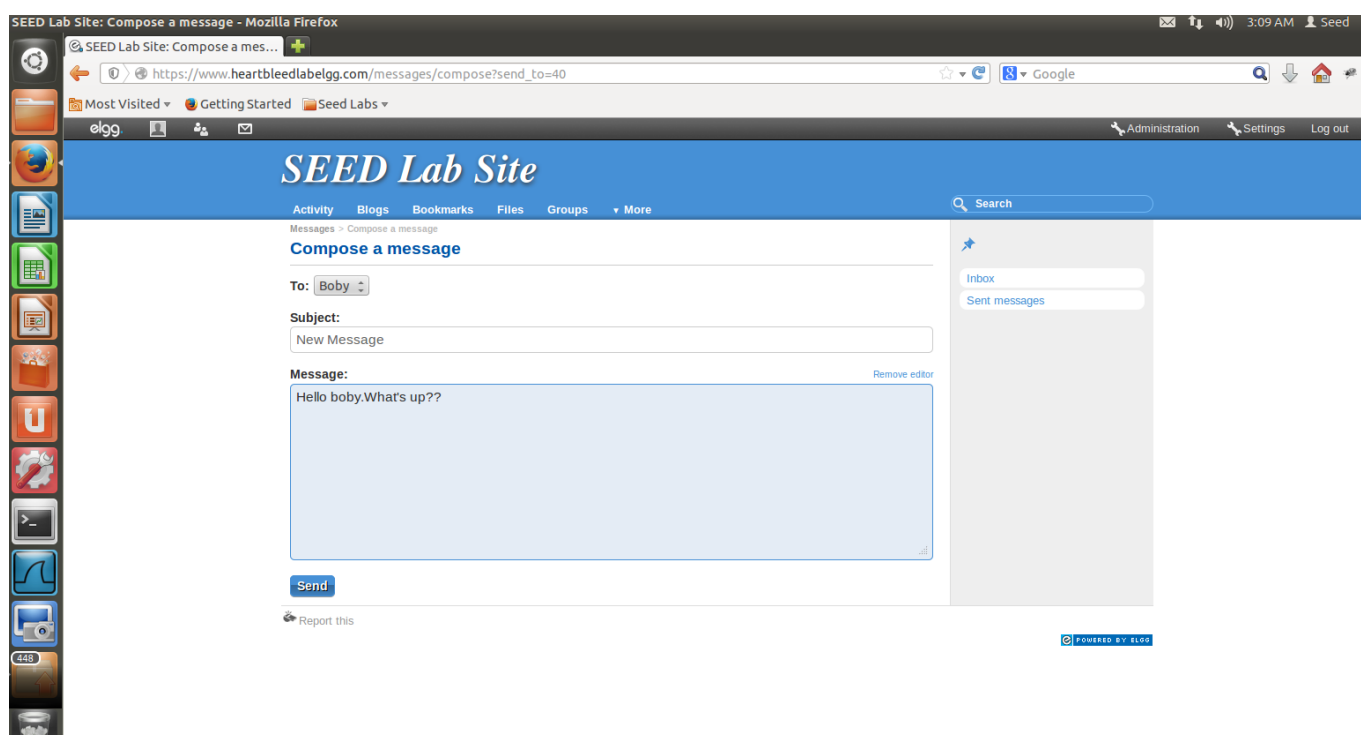 SEED Lab Site: Compose a message - Mozilla Firefox
3:09 AM Seed
SEED Lab Site: Compose a mes...
https://www.heartbleedlabelgg.com/messages/compose?send_to=40
Google
Most Visited Getting Started Seed Labs
elgg. Administration Settings Log out
SEED Lab Site
Activity Blogs Bookmarks Files Groups More
Search
Messages > Compose a message
Compose a message
To: Boby
Inbox
Sent messages
Subject:
New Message
Message: Remove editor
Hello boby.What's up??
Send
Report this
POWERED BY ELGG
448